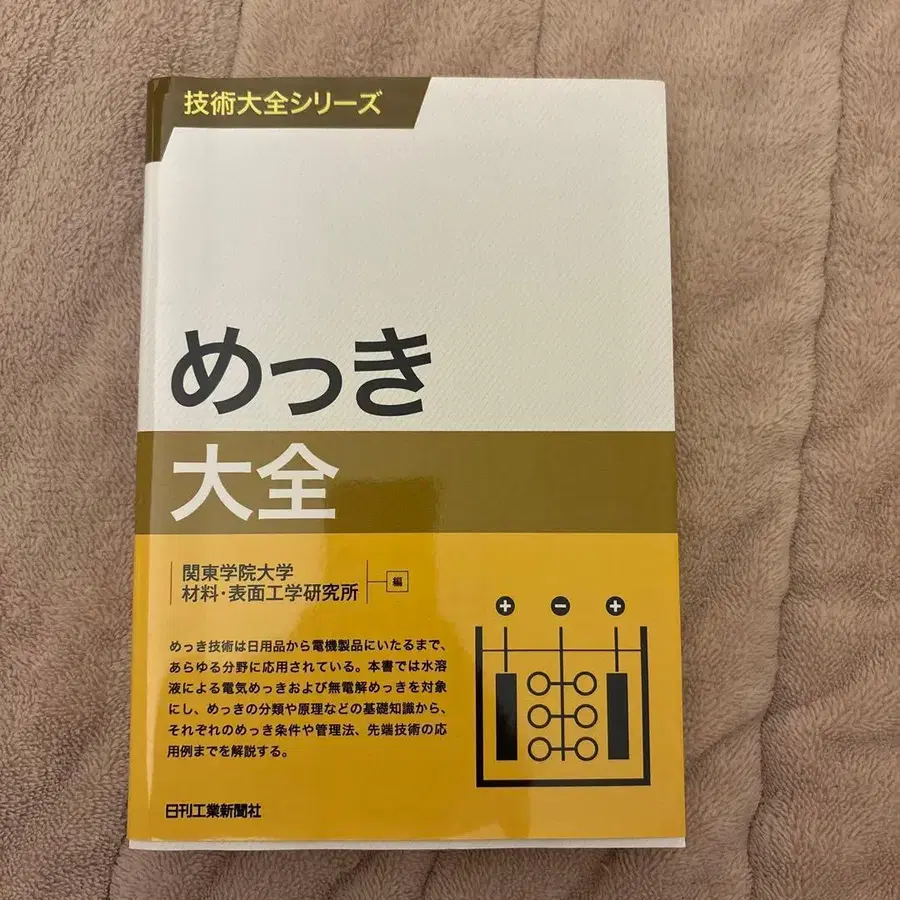 技術大全シリーズ
めっき
大全
関東学院大学
材料・表面工学研究所
編
めっき技術は日用品から電機製品にいたるまで、
あらゆる分野に応用されている。本書では水溶
液による電気めっきおよび無電解めっきを対象
にし、めっきの分類や原理などの基礎知識から、
それぞれのめっき条件や管理法、先端技術の応
用例までを解説する。
+ − +
日刊工業新聞社